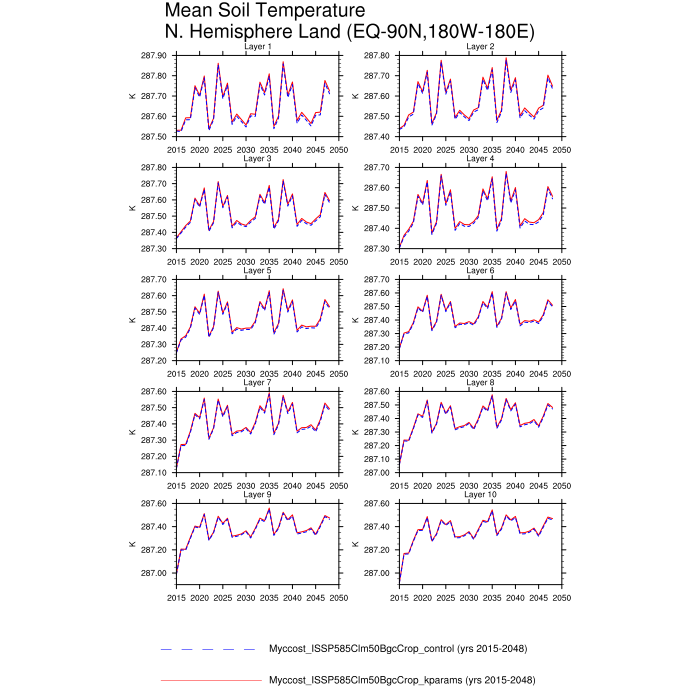 Mean Soil Temperature
N. Hemisphere Land (EQ-90N,180W-180E)
Layer 1
287.90
287.80
287.70
287.60
287.50
K
2015 2020 2025 2030 2035 2040 2045 2050
Layer 2
287.80
287.70
287.60
287.50
287.40
K
2015 2020 2025 2030 2035 2040 2045 2050
Layer 3
287.80
287.70
287.60
287.50
287.40
287.30
K
2015 2020 2025 2030 2035 2040 2045 2050
Layer 4
287.70
287.60
287.50
287.40
287.30
K
2015 2020 2025 2030 2035 2040 2045 2050
Layer 5
287.70
287.60
287.50
287.40
287.30
287.20
K
2015 2020 2025 2030 2035 2040 2045 2050
Layer 6
287.70
287.60
287.50
287.40
287.30
287.20
287.10
K
2015 2020 2025 2030 2035 2040 2045 2050
Layer 7
287.60
287.50
287.40
287.30
287.20
287.10
K
2015 2020 2025 2030 2035 2040 2045 2050
Layer 8
287.60
287.50
287.40
287.30
287.20
287.10
287.00
K
2015 2020 2025 2030 2035 2040 2045 2050
Layer 9
287.60
287.40
287.20
287.00
K
2015 2020 2025 2030 2035 2040 2045 2050
Layer 10
287.60
287.40
287.20
287.00
K
2015 2020 2025 2030 2035 2040 2045 2050
Myccost_ISSP585Clm50BgcCrop_control (yrs 2015-2048)
Myccost_ISSP585Clm50BgcCrop_kparams (yrs 2015-2048)